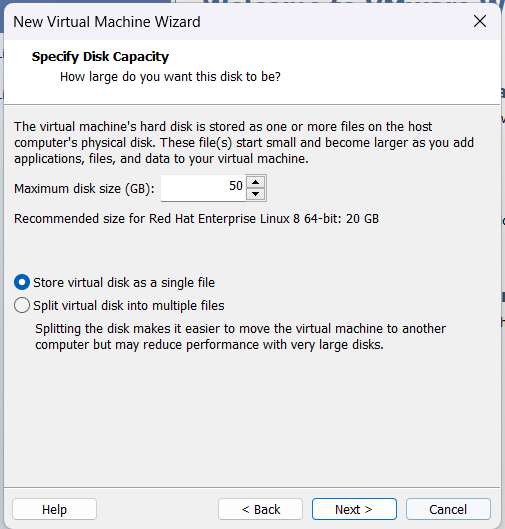 New Virtual Machine Wizard
Specify Disk Capacity
How large do you want this disk to be?
The virtual machine's hard disk is stored as one or more files on the host
computer's physical disk. These file(s) start small and become larger as you add
applications, files, and data to your virtual machine.
Maximum disk size (GB): 50
Recommended size for Red Hat Enterprise Linux 8 64-bit: 20 GB
Store virtual disk as a single file
Split virtual disk into multiple files
Splitting the disk makes it easier to move the virtual machine to another
computer but may reduce performance with very large disks.
Help < Back Next > Cancel